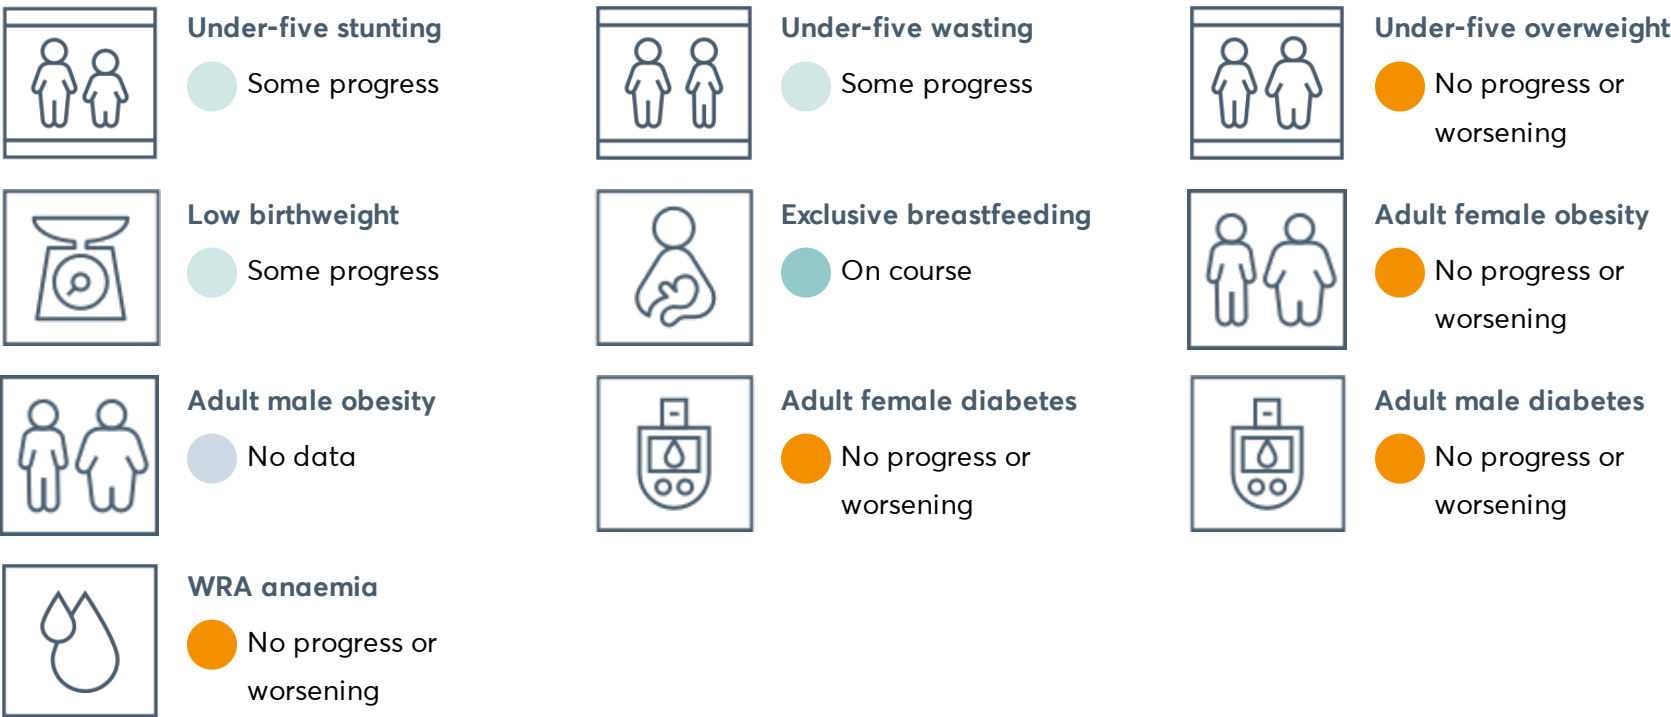 Under-five stunting
Some progress
Under-five wasting
Some progress
Under-five overweight
No progress or
worsening
Low birthweight
Some progress
Exclusive breastfeeding
On course
Adult female obesity
No progress or
worsening
Adult male obesity
No data
Adult female diabetes
No progress or
worsening
Adult male diabetes
No progress or
worsening
WRA anaemia
No progress or
worsening